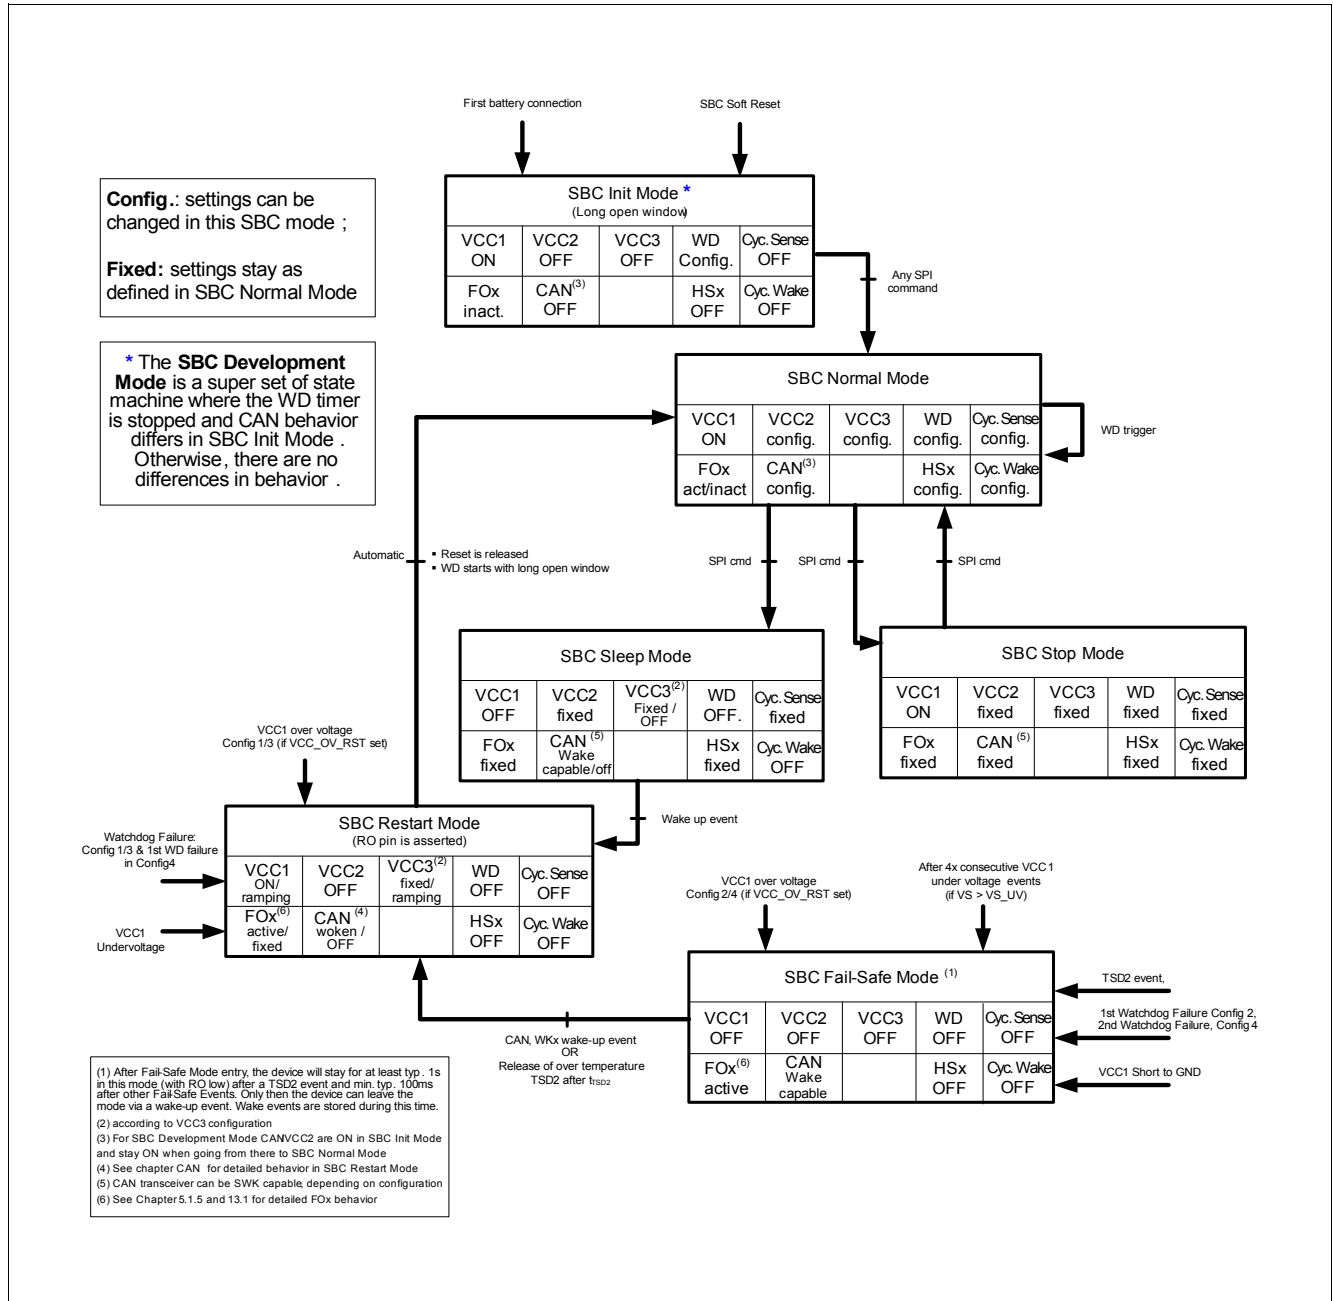 First battery connection
SBC Soft Reset
Config.: settings can be
changed in this SBC mode ;
Fixed: settings stay as
defined in SBC Normal Mode
* The SBC Development
Mode is a super set of state
machine where the WD timer
is stopped and CAN behavior
differs in SBC Init Mode .
Otherwise, there are no
differences in behavior .
SBC Init Mode *
(Long open window)
VCC1
ON
VCC2
OFF
VCC3
OFF
WD
Config.
Cyc. Sense
OFF
FOx
inact.
CAN(3)
OFF
HSx
OFF
Cyc. Wake
OFF
Any SPI
command
SBC Normal Mode
VCC1
ON
VCC2
config.
VCC3
config.
WD
config.
Cyc. Sense
config.
FOx
act/inact
CAN(3)
config.
HSx
config.
Cyc. Wake
config.
WD trigger
Automatic
▪ Reset is released
▪ WD starts with long open window
SPI cmd
SPI cmd
SPI cmd
SBC Sleep Mode
VCC1
OFF
VCC2
fixed
VCC3(2)
Fixed /
OFF
WD
OFF.
Cyc. Sense
fixed
FOx
fixed
CAN (5)
Wake
capable/off
HSx
fixed
Cyc. Wake
OFF
SBC Stop Mode
VCC1
ON
VCC2
fixed
VCC3
fixed
WD
fixed
Cyc. Sense
fixed
FOx
fixed
CAN (5)
fixed
HSx
fixed
Cyc. Wake
fixed
VCC1 over voltage
Config 1/3 (if VCC_OV_RST set)
Wake up event
Watchdog Failure:
Config 1/3 & 1st WD failure
in Config4
VCC1
Undervoltage
SBC Restart Mode
(RO pin is asserted)
VCC1
ON/
ramping
VCC2
OFF
VCC3(2)
fixed/
ramping
WD
OFF
Cyc. Sense
OFF
FOx(6)
active/
fixed
CAN (4)
woken /
OFF
HSx
OFF
Cyc. Wake
OFF
VCC1 over voltage
Config 2/4 (if VCC_OV_RST set)
After 4x consecutive VCC1
under voltage events
(if VS > VS_UV)
SBC Fail-Safe Mode (1)
VCC1
OFF
VCC2
OFF
VCC3
OFF
WD
OFF
Cyc. Sense
OFF
FOx(6)
active
CAN
Wake
capable
HSx
OFF
Cyc. Wake
OFF
TSD2 event,
1st Watchdog Failure Config 2,
2nd Watchdog Failure, Config 4
VCC1 Short to GND
CAN, WKx wake-up event
OR
Release of over temperature
TSD2 after tTSD2
(1) After Fail-Safe Mode entry, the device will stay for at least typ. 1s
in this mode (with RO low) after a TSD2 event and min. typ. 100ms
after other Fail-Safe Events. Only then the device can leave the
mode via a wake-up event. Wake events are stored during this time.
(2) according to VCC3 configuration
(3) For SBC Development Mode CAN/VCC2 are ON in SBC Init Mode
and stay ON when going from there to SBC Normal Mode
(4) See chapter CAN for detailed behavior in SBC Restart Mode
(5) CAN transceiver can be SWK capable, depending on configuration
(6) See Chapter 5.1.5 and 13.1 for detailed FOx behavior